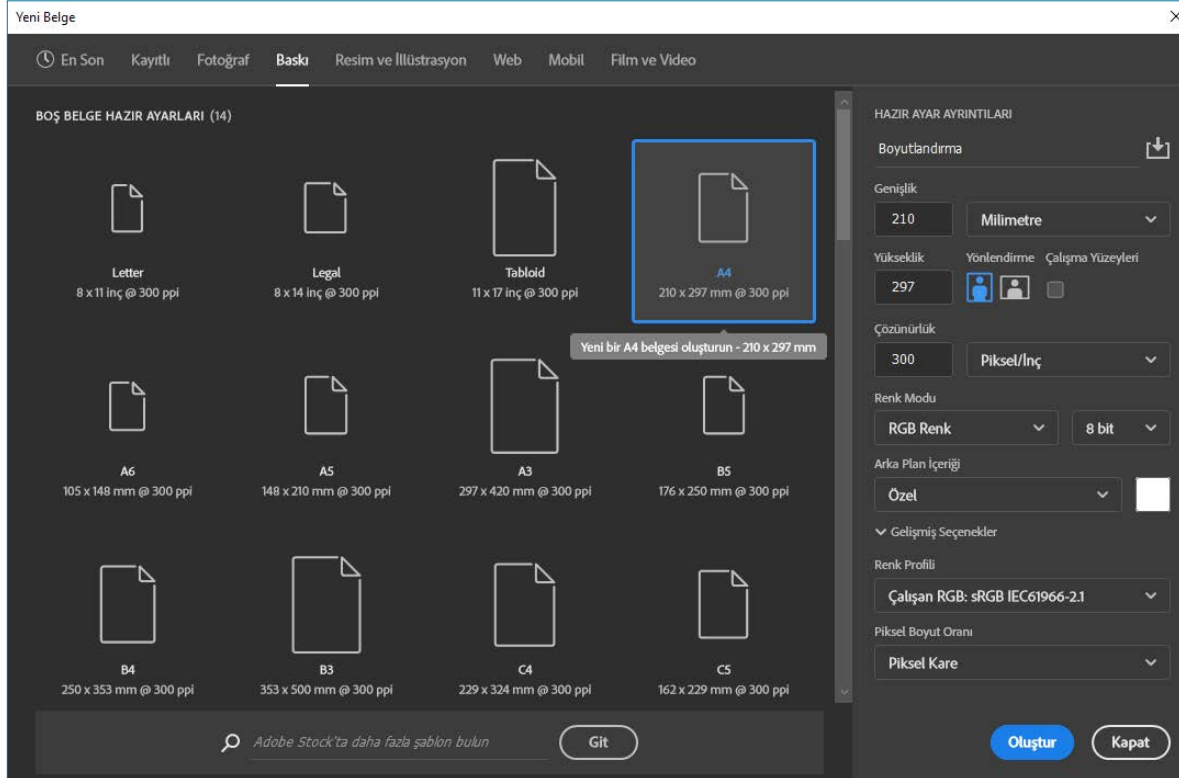 Yeni Belge
En Son Kayıtlı Fotoğraf Baskı Resim ve İllüstrasyon Web Mobil Film ve Video
BOŞ BELGE HAZIR AYARLARI (14)
Letter
8 x 11 inç @ 300 ppi
Legal
8 x 14 inç @ 300 ppi
Tabloid
11 x 17 inç @ 300 ppi
A4
210 x 297 mm @ 300 ppi
Yeni bir A4 belgesi oluşturun - 210 x 297 mm
A6
105 x 148 mm @ 300 ppi
A5
148 x 210 mm @ 300 ppi
A3
297 x 420 mm @ 300 ppi
B5
176 x 250 mm @ 300 ppi
B4
250 x 353 mm @ 300 ppi
B3
353 x 500 mm @ 300 ppi
C4
229 x 324 mm @ 300 ppi
C5
162 x 229 mm @ 300 ppi
Adobe Stock'ta daha fazla şablon bulun
Git
HAZIR AYAR AYRINTILARI
Boyutlandırma
Genişlik
210 Milimetre
Yükseklik Yönlendirme Çalışma Yüzeyleri
297
Çözünürlük
300 Piksel/İnç
Renk Modu
RGB Renk 8 bit
Arka Plan İçeriği
Özel
Gelişmiş Seçenekler
Renk Profili
Çalışan RGB: sRGB IEC61966-2.1
Piksel Boyut Oranı
Piksel Kare
Oluştur Kapat